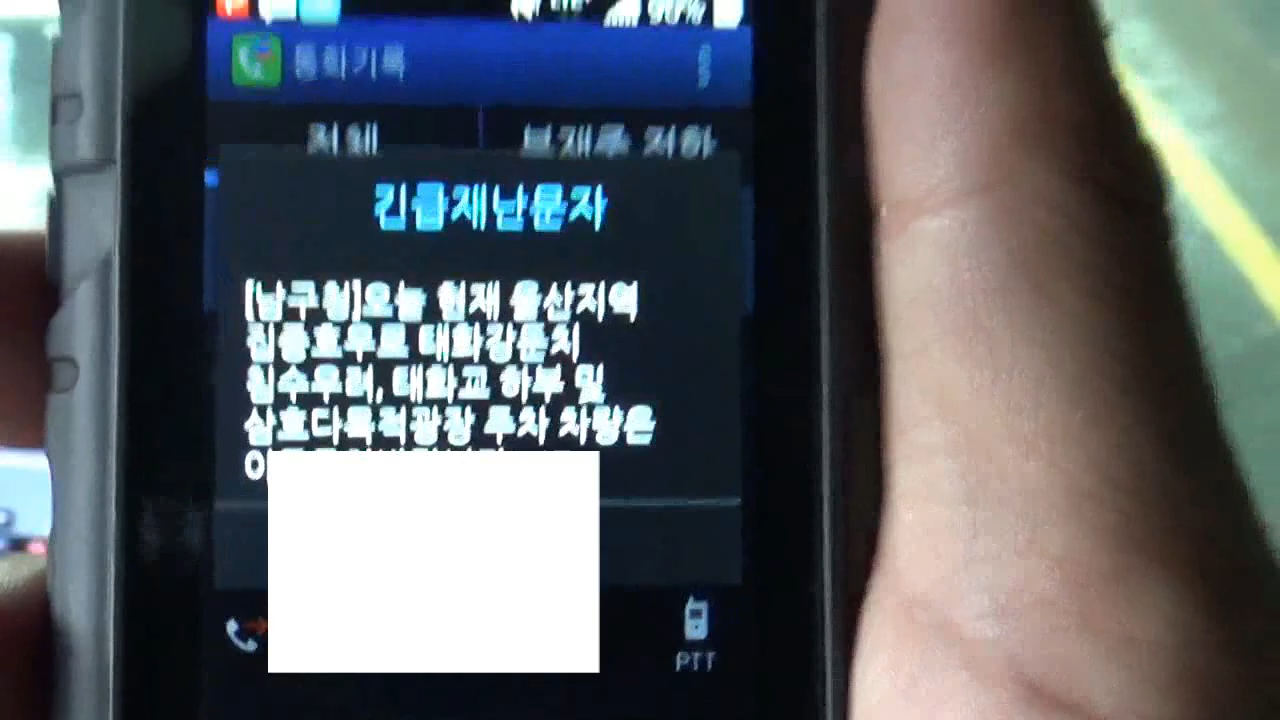 90%
통화기록
전체 부재중 전화
긴급재난문자
[남구청]오늘 현재 울산지역
집중호우로 태화강둔치
침수우려, 태화교 하부 및
삼호다목적광장 주차 차량은
PTT